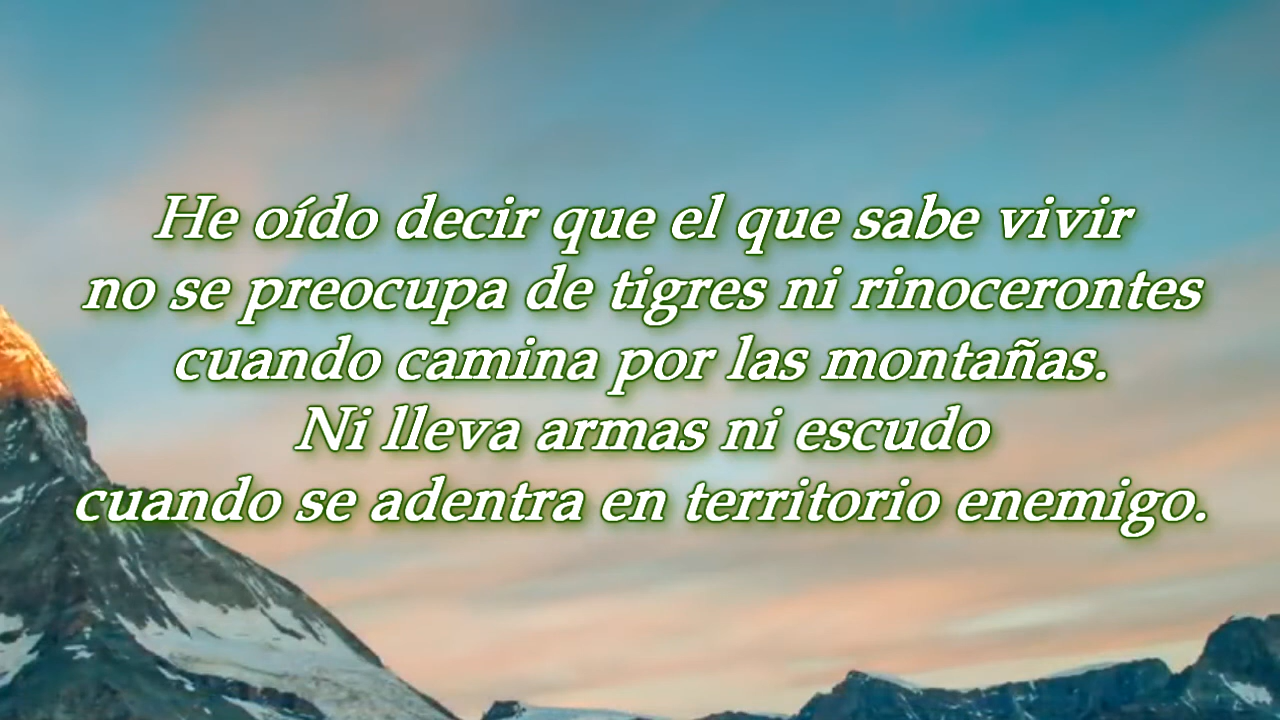 He oído decir que el que sabe vivir
no se preocupa de tigres ni rinocerontes
cuando camina por las montañas.
Ni lleva armas ni escudo
cuando se adentra en territorio enemigo.